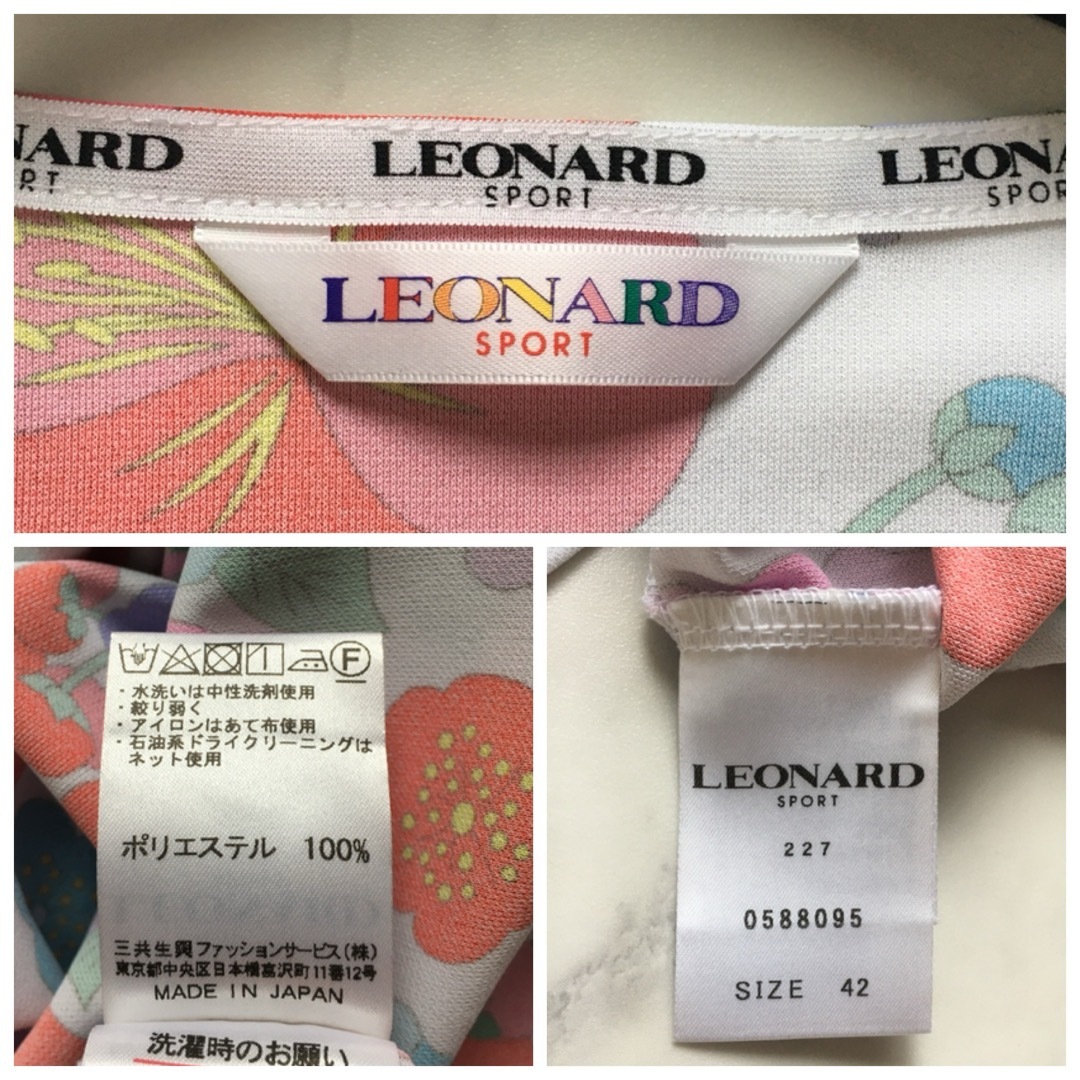 NARD LEONARD LEONA
SPORT SPORT SPOR
LEONARD
SPORT
F
・水洗いは中性洗剤使用
・絞り弱く
・アイロンはあて布使用
・石油系ドライクリーニングは
ネット使用
ポリエステル 100%
三共生興ファッションサービス(株)
東京都中央区日本橋富沢町11番12号
MADE IN JAPAN
洗濯時のお願い
LEONARD
SPORT
227
0588095
SIZE 42